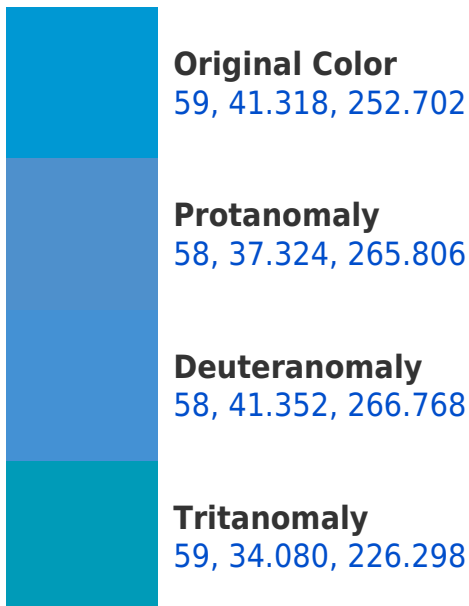 Original Color
59, 41.318, 252.702
Protanomaly
58, 37.324, 265.806
Deuteranomaly
58, 41.352, 266.768
Tritanomaly
59, 34.080, 226.298